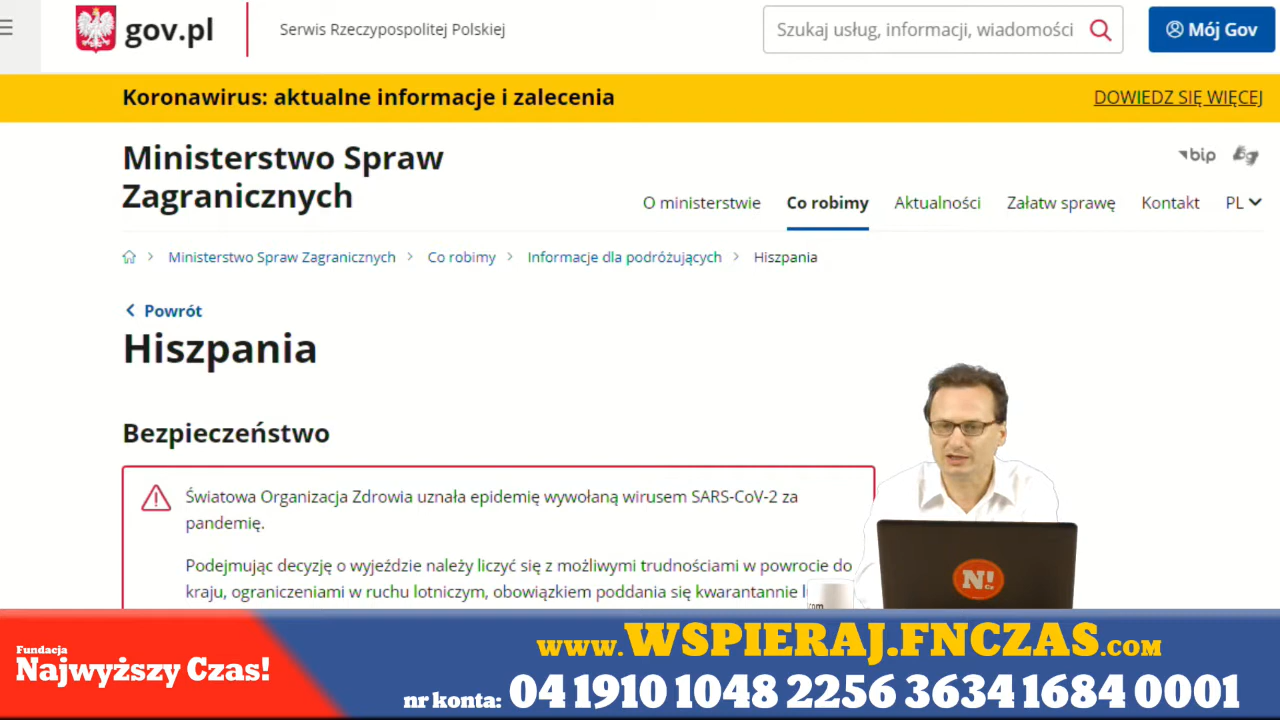 gov.pl
Serwis Rzeczypospolitej Polskiej
Szukaj usług, informacji, wiadomości
Mój Gov
Koronawirus: aktualne informacje i zalecenia
DOWIEDZ SIĘ WIĘCEJ
Ministerstwo Spraw
Zagranicznych
bip
O ministerstwie
Co robimy
Aktualności
Załatw sprawę
Kontakt
PL
Ministerstwo Spraw Zagranicznych
Co robimy
Informacje dla podróżujących
Hiszpania
Powrót
Hiszpania
Bezpieczeństwo
Światowa Organizacja Zdrowia uznała epidemię wywołaną wirusem SARS-CoV-2 za
pandemię.
Podejmując decyzję o wyjeździe należy liczyć się z możliwymi trudnościami w powrocie do
kraju, ograniczeniami w ruchu lotniczym, obowiązkiem poddania się kwarantannie
.com
N!
Cz
Fundacja
Najwyższy Czas!
www.WSPIERAJ.FNCZAS.COM
nr konta: 04 1910 1048 2256 3634 1684 0001